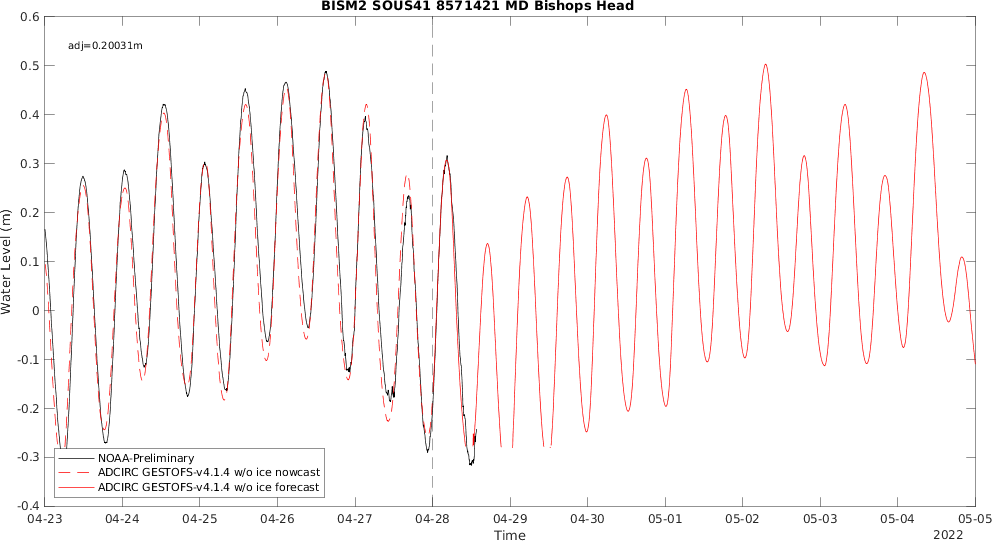 BISM2 SOUS41 8571421 MD Bishops Head
adj=0.20031m
Water Level (m)
0.6
0.5
0.4
0.3
0.2
0.1
0
-0.1
-0.2
-0.3
-0.4
NOAA-Preliminary
ADCIRC GESTOFS-v4.1.4 w/o ice nowcast
ADCIRC GESTOFS-v4.1.4 w/o ice forecast
04-23 04-24 04-25 04-26 04-27 04-28 04-29 04-30 05-01 05-02 05-03 05-04 05-05
Time
2022